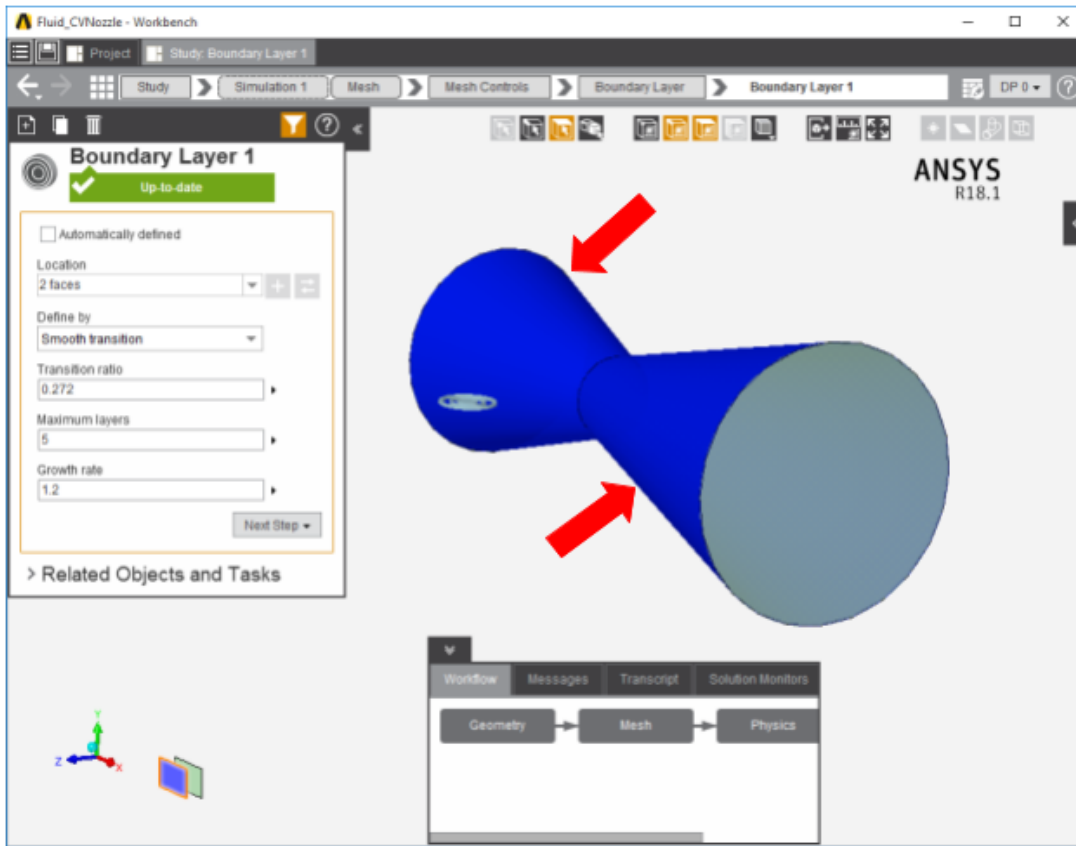 Fluid_CVNozzle - Workbench
Project
Study: Boundary Layer 1
Study
Simulation 1
Mesh
Mesh Controls
Boundary Layer
Boundary Layer 1
DP 0
?
?
Boundary Layer 1
Up-to-date
Automatically defined
Location
2 faces
Define by
Smooth transition
Transition ratio
0.272
Maximum layers
5
Growth rate
1.2
Next Step
> Related Objects and Tasks
ANSYS
R18.1
Workflow
Messages
Transcript
Solution Monitors
Geometry
Mesh
Physics
Y
Z
X